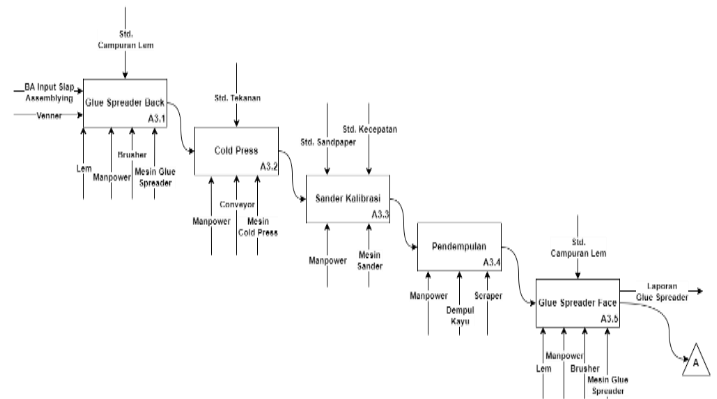 Std.
Campuran Lem
BA Input Siap
Assemblying
Venner
Glue Spreader Back
A3.1
Lem
Manpower
Brusher
Mesin Glue
Spreader
Std. Tekanan
Cold Press
A3.2
Manpower
Conveyor
Mesin
Cold Press
Std. Sandpaper
Std. Kecepatan
Sander Kalibrasi
A3.3
Manpower
Mesin
Sander
Pendempulan
A3.4
Manpower
Dempul
Kayu
Scraper
Std.
Campuran Lem
Glue Spreader Face
A3.5
Laporan
Glue Spreader
Lem
Manpower
Brusher
Mesin Glue
Spreader
A